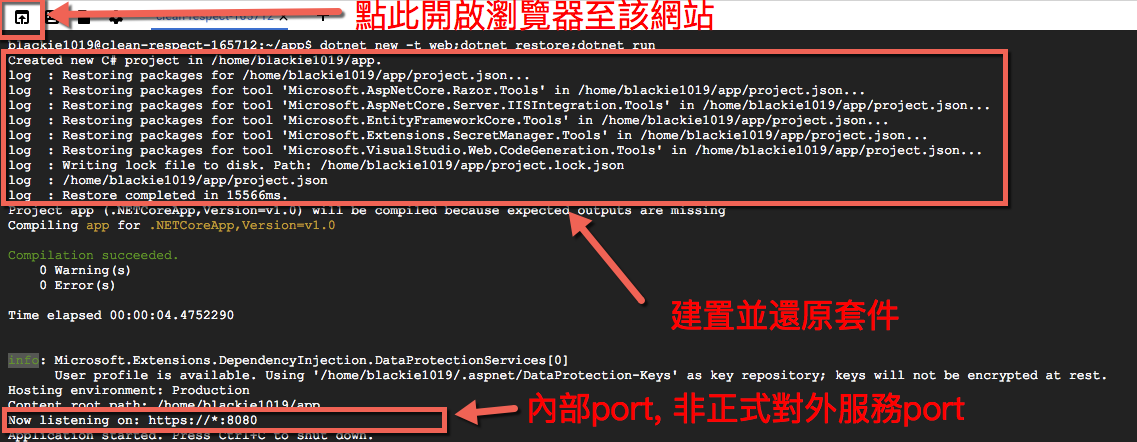 clean-respect-165712 × +
點此開啟瀏覽器至該網站
blackie1019@clean-respect-165712:~/app$ dotnet new -t web;dotnet restore;dotnet run
Created new C# project in /home/blackie1019/app.
log : Restoring packages for /home/blackie1019/app/project.json...
log : Restoring packages for tool 'Microsoft.AspNetCore.Razor.Tools' in /home/blackie1019/app/project.json...
log : Restoring packages for tool 'Microsoft.AspNetCore.Server.IISIntegration.Tools' in /home/blackie1019/app/project.json...
log : Restoring packages for tool 'Microsoft.EntityFrameworkCore.Tools' in /home/blackie1019/app/project.json...
log : Restoring packages for tool 'Microsoft.Extensions.SecretManager.Tools' in /home/blackie1019/app/project.json...
log : Restoring packages for tool 'Microsoft.VisualStudio.Web.CodeGeneration.Tools' in /home/blackie1019/app/project.json...
log : Writing lock file to disk. Path: /home/blackie1019/app/project.lock.json
log : /home/blackie1019/app/project.json
log : Restore completed in 15566ms.
Project app (.NETCoreApp,Version=v1.0) will be compiled because expected outputs are missing
Compiling app for .NETCoreApp,Version=v1.0
Compilation succeeded.
0 Warning(s)
0 Error(s)
Time elapsed 00:00:04.4752290
建置並還原套件
info: Microsoft.Extensions.DependencyInjection.DataProtectionServices[0]
User profile is available. Using '/home/blackie1019/.aspnet/DataProtection-Keys' as key repository; keys will not be encrypted at rest.
Hosting environment: Production
Content root path: /home/blackie1019/app
內部port, 非正式對外服務port
Now listening on: https://*:8080
Application started. Press Ctrl+C to shut down.